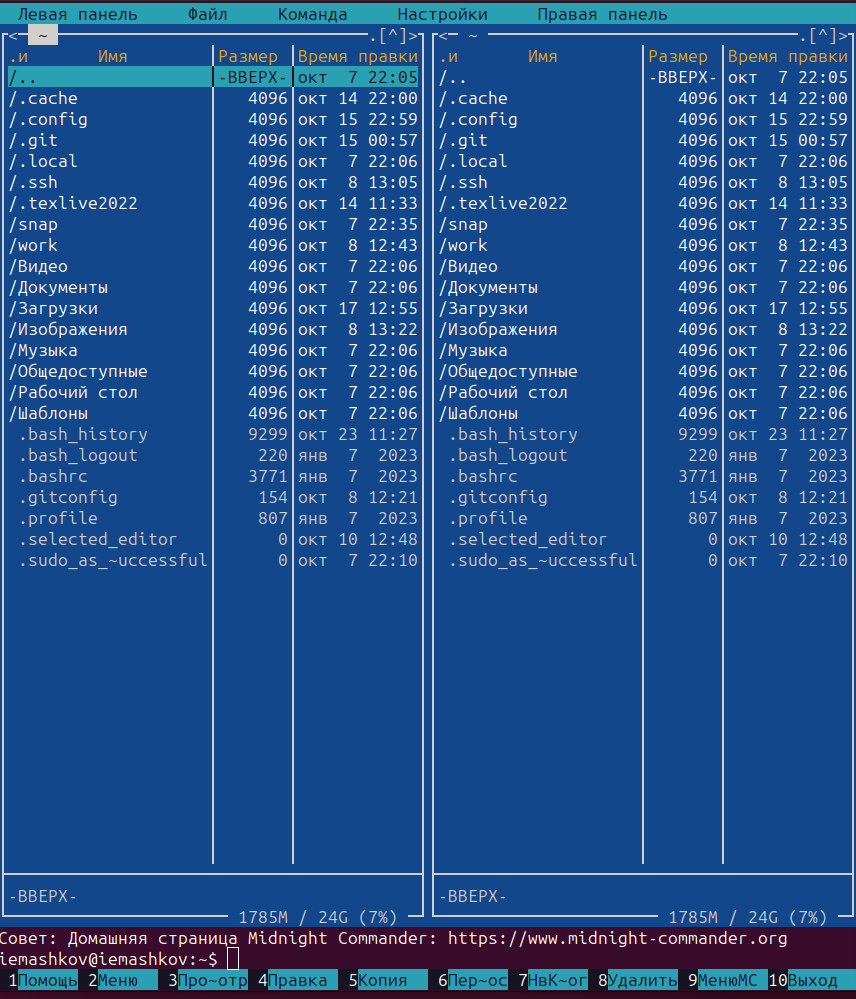 Левая панель Файл Команда Настройки Правая панель
< ~ .[^]> < ~ .[^]>
.и Имя Размер Время правки .и Имя Размер Время правки
/.. -ВВЕРХ- окт 7 22:05 /.. -ВВЕРХ- окт 7 22:05
/.cache 4096 окт 14 22:00 /.cache 4096 окт 14 22:00
/.config 4096 окт 15 22:59 /.config 4096 окт 15 22:59
/.git 4096 окт 15 00:57 /.git 4096 окт 15 00:57
/.local 4096 окт 7 22:06 /.local 4096 окт 7 22:06
/.ssh 4096 окт 8 13:05 /.ssh 4096 окт 8 13:05
/.texlive2022 4096 окт 14 11:33 /.texlive2022 4096 окт 14 11:33
/snap 4096 окт 7 22:35 /snap 4096 окт 7 22:35
/work 4096 окт 8 12:43 /work 4096 окт 8 12:43
/Видео 4096 окт 7 22:06 /Видео 4096 окт 7 22:06
/Документы 4096 окт 7 22:06 /Документы 4096 окт 7 22:06
/Загрузки 4096 окт 17 12:55 /Загрузки 4096 окт 17 12:55
/Изображения 4096 окт 8 13:22 /Изображения 4096 окт 8 13:22
/Музыка 4096 окт 7 22:06 /Музыка 4096 окт 7 22:06
/Общедоступные 4096 окт 7 22:06 /Общедоступные 4096 окт 7 22:06
/Рабочий стол 4096 окт 7 22:06 /Рабочий стол 4096 окт 7 22:06
/Шаблоны 4096 окт 7 22:06 /Шаблоны 4096 окт 7 22:06
.bash_history 9299 окт 23 11:27 .bash_history 9299 окт 23 11:27
.bash_logout 220 янв 7 2023 .bash_logout 220 янв 7 2023
.bashrc 3771 янв 7 2023 .bashrc 3771 янв 7 2023
.gitconfig 154 окт 8 12:21 .gitconfig 154 окт 8 12:21
.profile 807 янв 7 2023 .profile 807 янв 7 2023
.selected_editor 0 окт 10 12:48 .selected_editor 0 окт 10 12:48
.sudo_as_~uccessful 0 окт 7 22:10 .sudo_as_~uccessful 0 окт 7 22:10
-ВВЕРХ- -ВВЕРХ-
1785M / 24G (7%) 1785M / 24G (7%)
Совет: Домашняя страница Midnight Commander: https://www.midnight-commander.org
iemashkov@iemashkov:~$
1Помощь 2Меню 3Про~отр 4Правка 5Копия 6Пер~ос 7НвК~ог 8Удалить 9МенюМС 10Выход